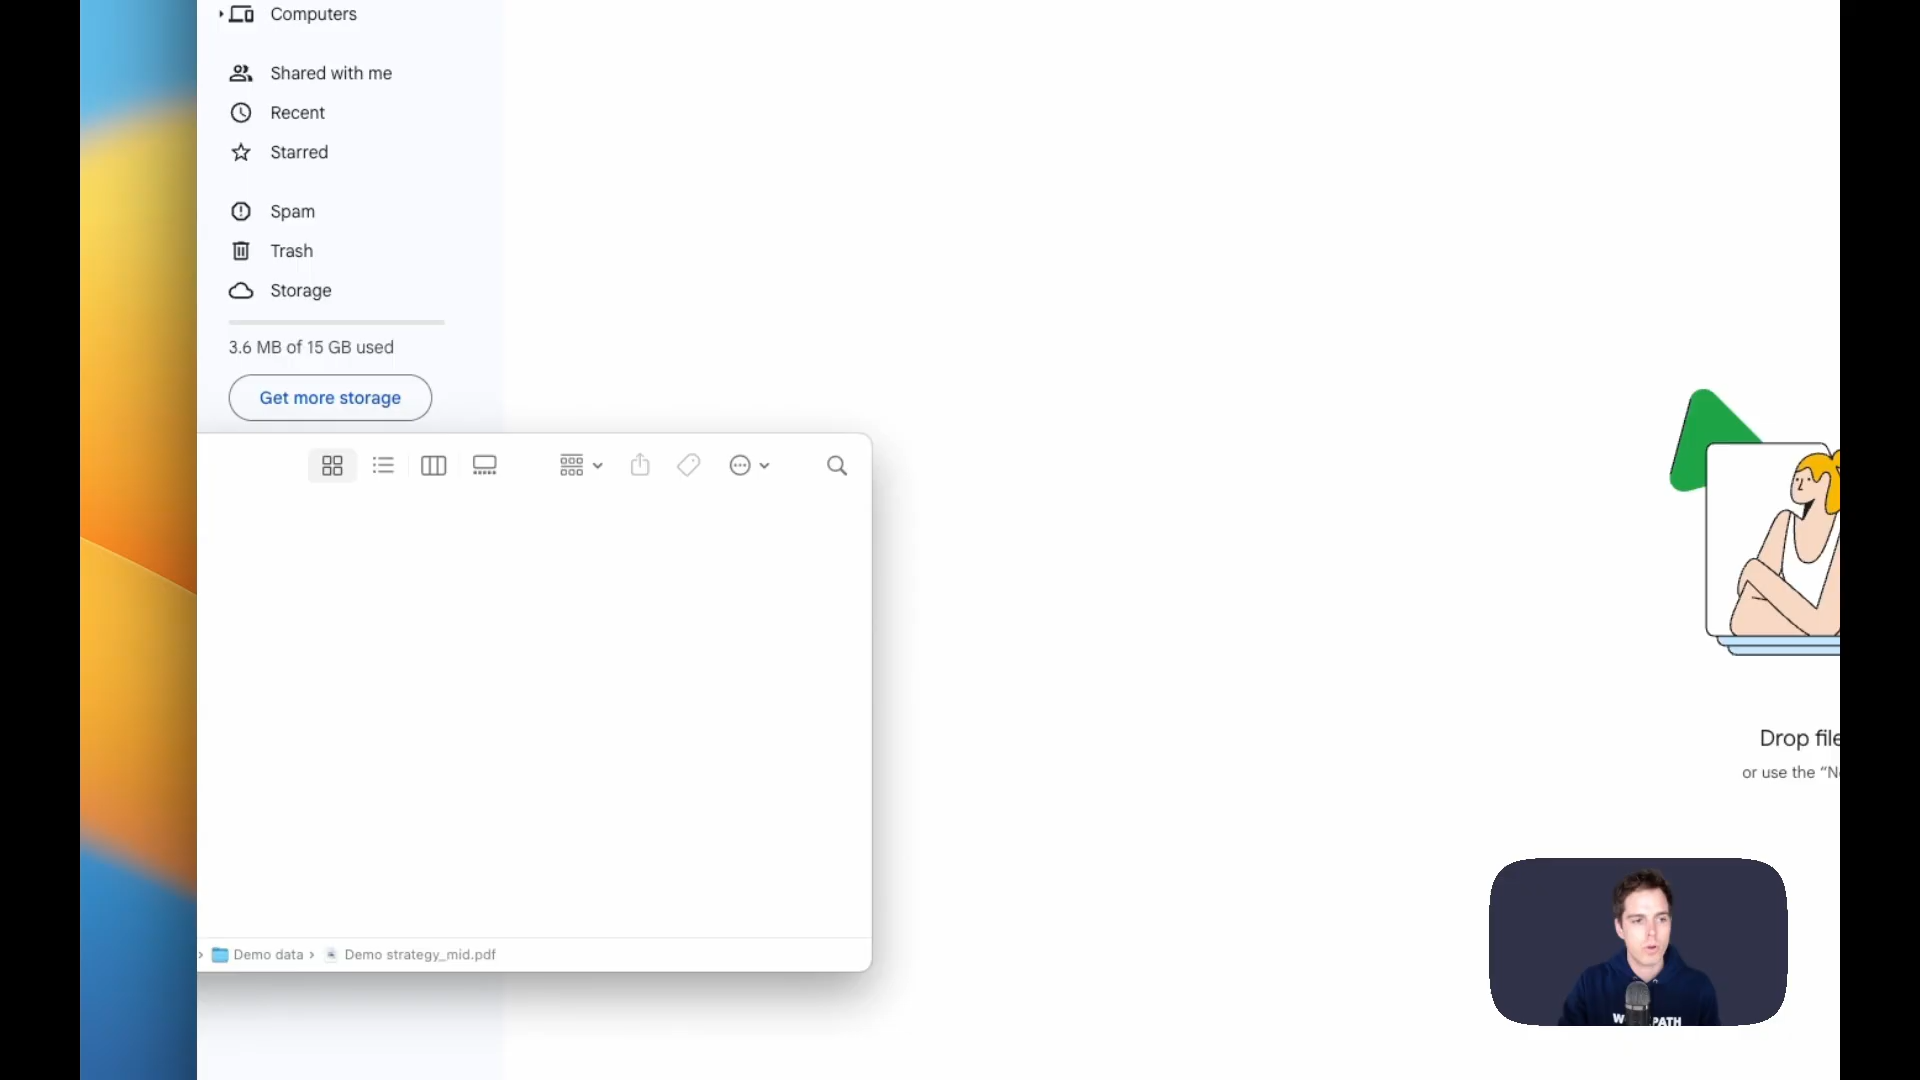 Computers
Shared with me
Recent
Starred
Spam
Trash
Storage
3.6 MB of 15 GB used
Get more storage
Drop file
or use the “N
Demo data
Demo strategy_mid.pdf
PATH